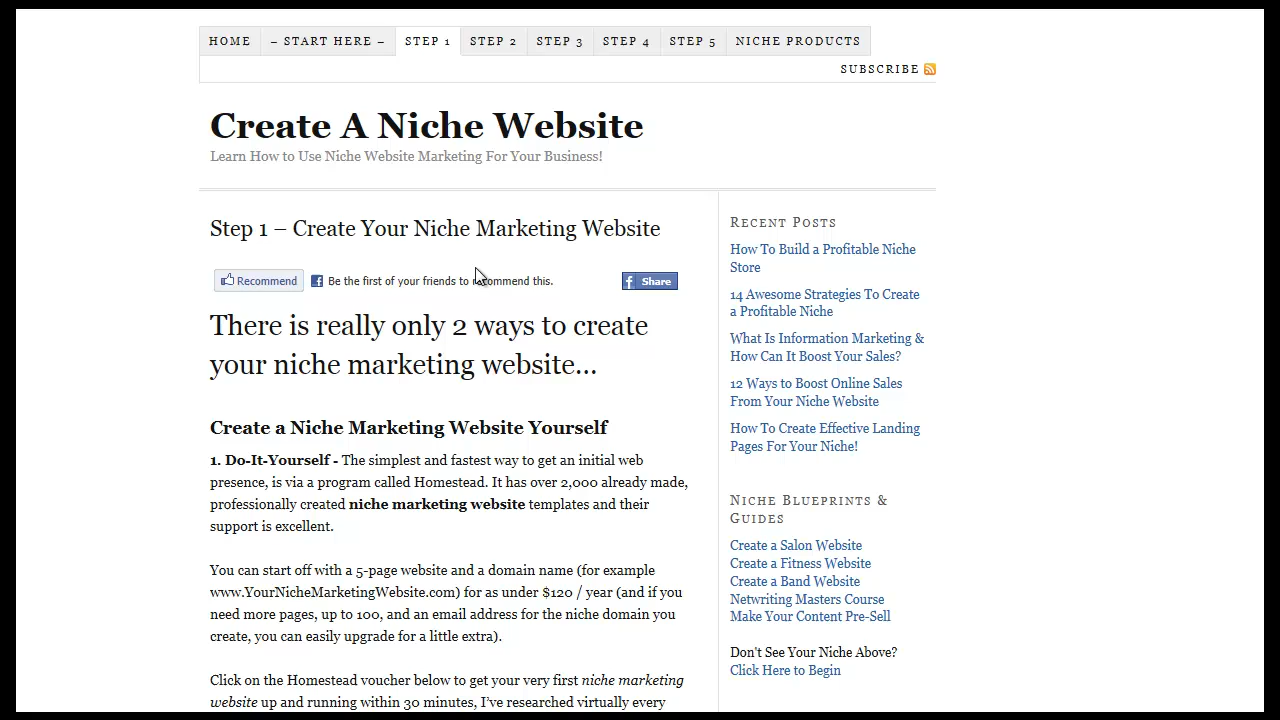 HOME – START HERE – STEP 1 STEP 2 STEP 3 STEP 4 STEP 5 NICHE PRODUCTS
SUBSCRIBE
Create A Niche Website
Learn How to Use Niche Website Marketing For Your Business!
Step 1 – Create Your Niche Marketing Website
Recommend Be the first of your friends to recommend this. Share
There is really only 2 ways to create
your niche marketing website...
Create a Niche Marketing Website Yourself
1. Do-It-Yourself - The simplest and fastest way to get an initial web
presence, is via a program called Homestead. It has over 2,000 already made,
professionally created niche marketing website templates and their
support is excellent.
You can start off with a 5-page website and a domain name (for example
www.YourNicheMarketingWebsite.com) for as under $120 / year (and if you
need more pages, up to 100, and an email address for the niche domain you
create, you can easily upgrade for a little extra).
Click on the Homestead voucher below to get your very first niche marketing
website up and running within 30 minutes, I've researched virtually every
RECENT POSTS
How To Build a Profitable Niche
Store
14 Awesome Strategies To Create
a Profitable Niche
What Is Information Marketing &
How Can It Boost Your Sales?
12 Ways to Boost Online Sales
From Your Niche Website
How To Create Effective Landing
Pages For Your Niche!
NICHE BLUEPRINTS &
GUIDES
Create a Salon Website
Create a Fitness Website
Create a Band Website
Netwriting Masters Course
Make Your Content Pre-Sell
Don't See Your Niche Above?
Click Here to Begin